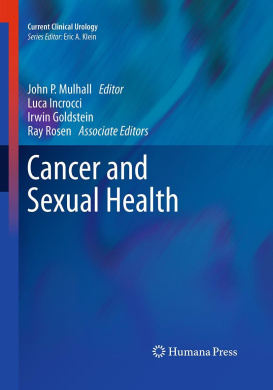 Current Clinical Urology
Series Editor: Eric A. Klein
John P. Mulhall Editor
Luca Incrocci
Irwin Goldstein
Ray Rosen Associate Editors
Cancer and
Sexual Health
Humana Press